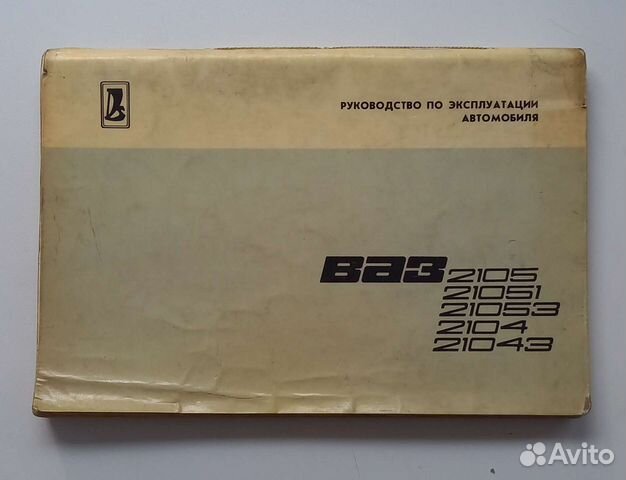 РУКОВОДСТВО ПО ЭКСПЛУАТАЦИИ
АВТОМОБИЛЯ
ВАЗ 2105
21051
21053
2104
21043
Avito